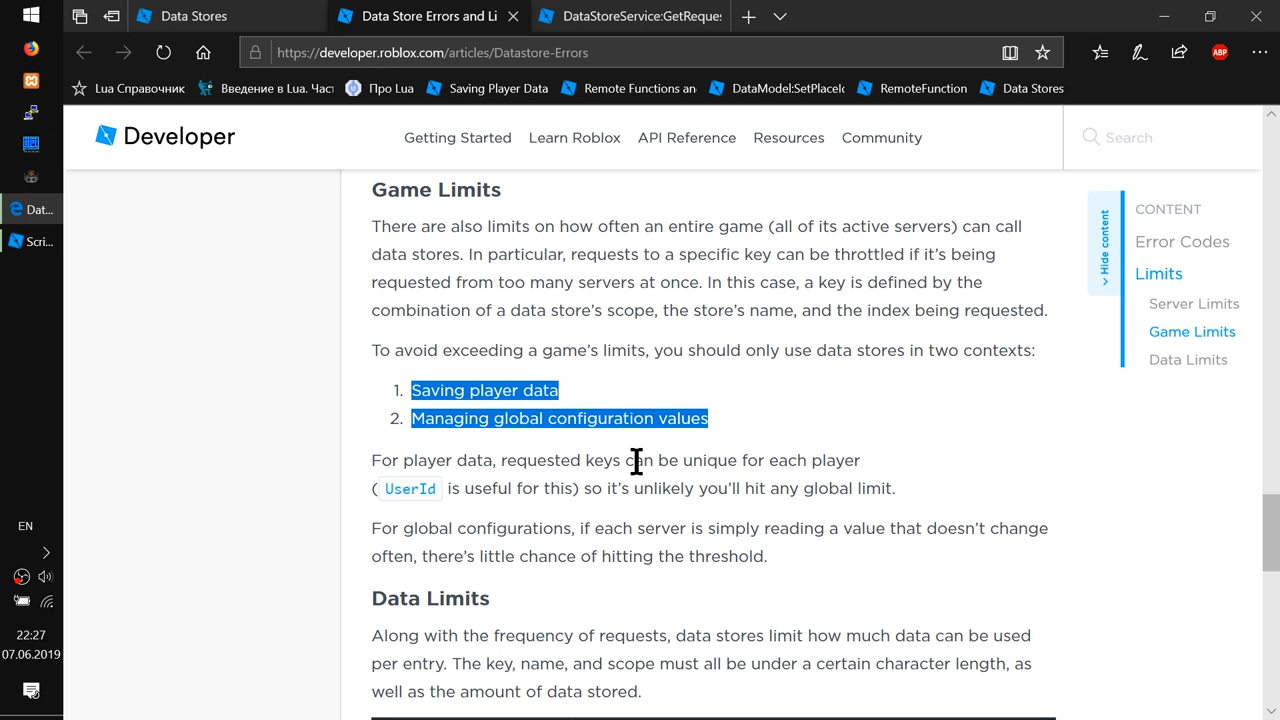 Data Stores
Data Store Errors and Li
DataStoreService:GetReques
https://developer.roblox.com/articles/Datastore-Errors
ABP
Lua Справочник
Введение в Lua. Час
Про Lua
Saving Player Data
Remote Functions an
DataModel:SetPlaceId
RemoteFunction
Data Stores
Developer
Getting Started
Learn Roblox
API Reference
Resources
Community
Search
Dat...
Scri...
EN
22:27
07.06.2019
Game Limits
There are also limits on how often an entire game (all of its active servers) can call
data stores. In particular, requests to a specific key can be throttled if it's being
requested from too many servers at once. In this case, a key is defined by the
combination of a data store's scope, the store's name, and the index being requested.
To avoid exceeding a game's limits, you should only use data stores in two contexts:
1. Saving player data
2. Managing global configuration values
For player data, requested keys can be unique for each player
( UserId is useful for this) so it's unlikely you'll hit any global limit.
For global configurations, if each server is simply reading a value that doesn't change
often, there's little chance of hitting the threshold.
Data Limits
Along with the frequency of requests, data stores limit how much data can be used
per entry. The key, name, and scope must all be under a certain character length, as
well as the amount of data stored.
Hide content
CONTENT
Error Codes
Limits
Server Limits
Game Limits
Data Limits